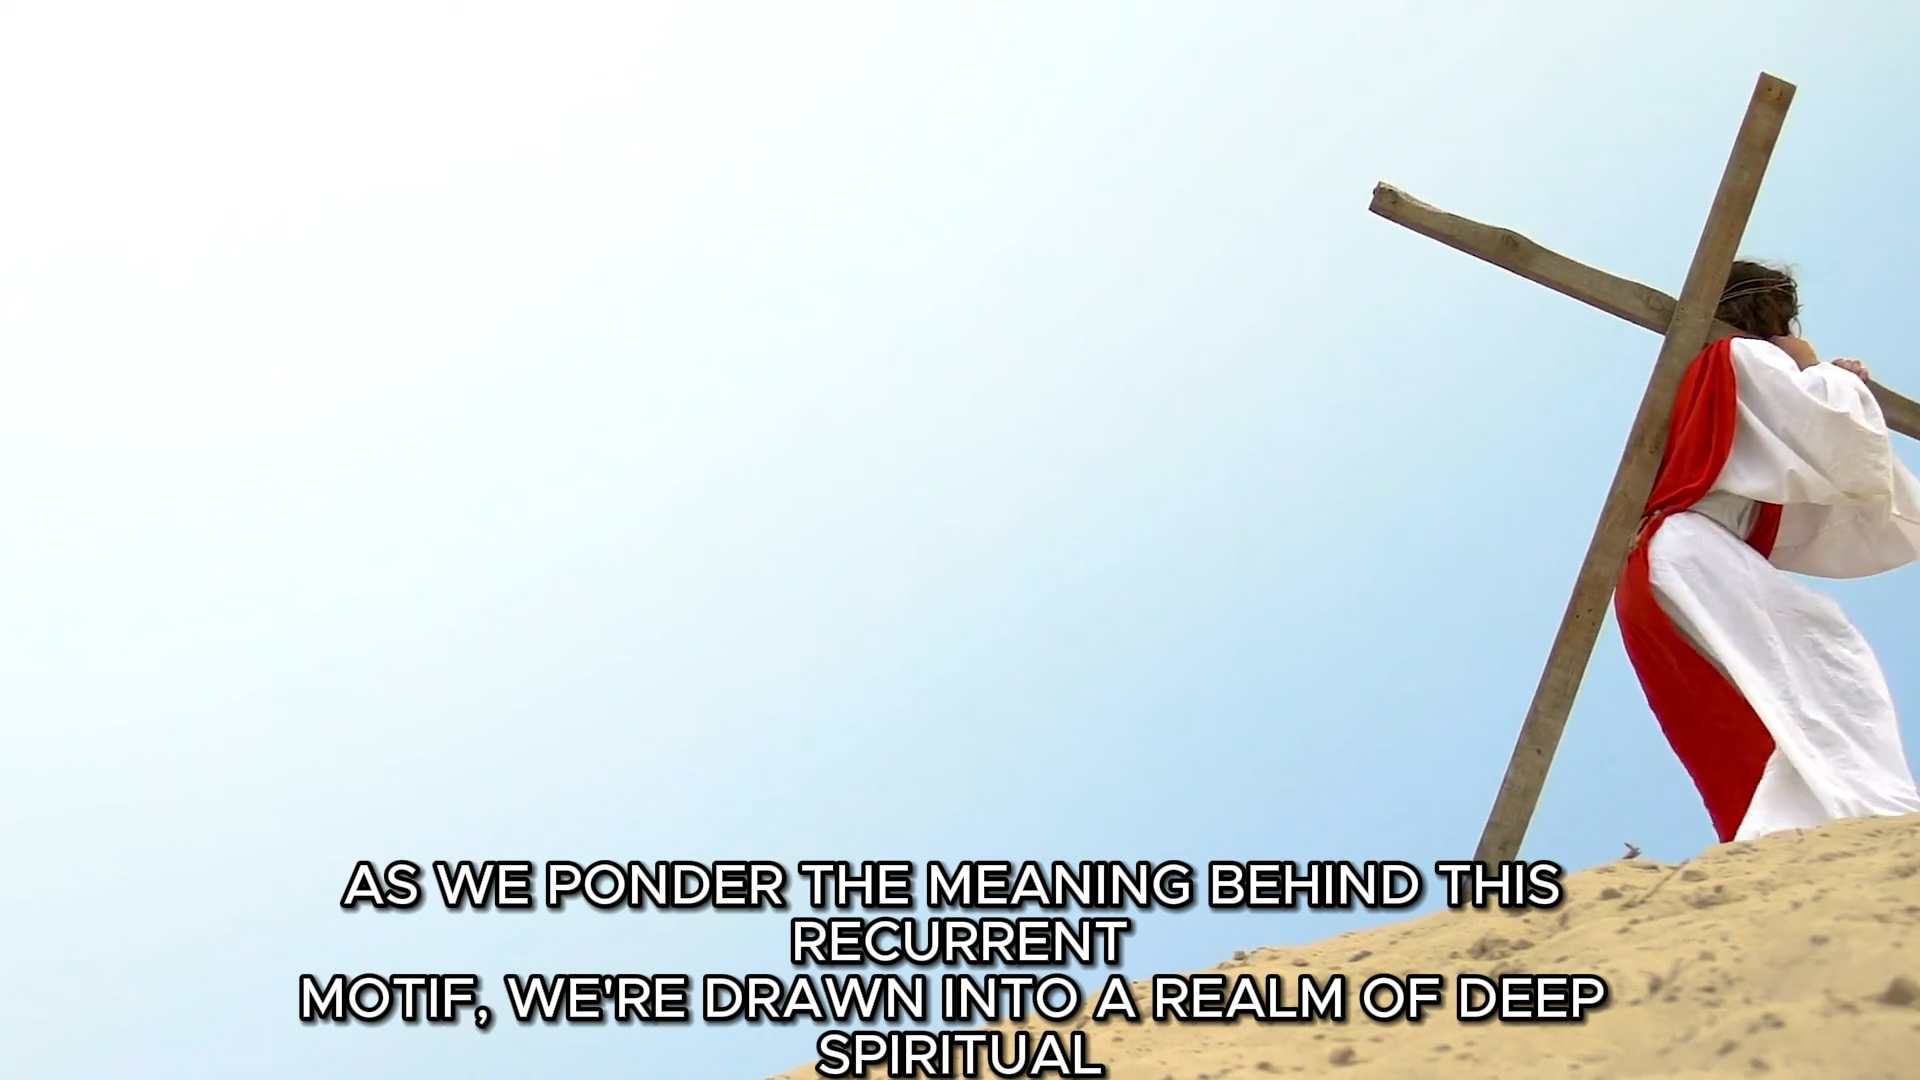 AS WE PONDER THE MEANING BEHIND THIS
RECURRENT
MOTIF, WE'RE DRAWN INTO A REALM OF DEEP
SPIRITUAL